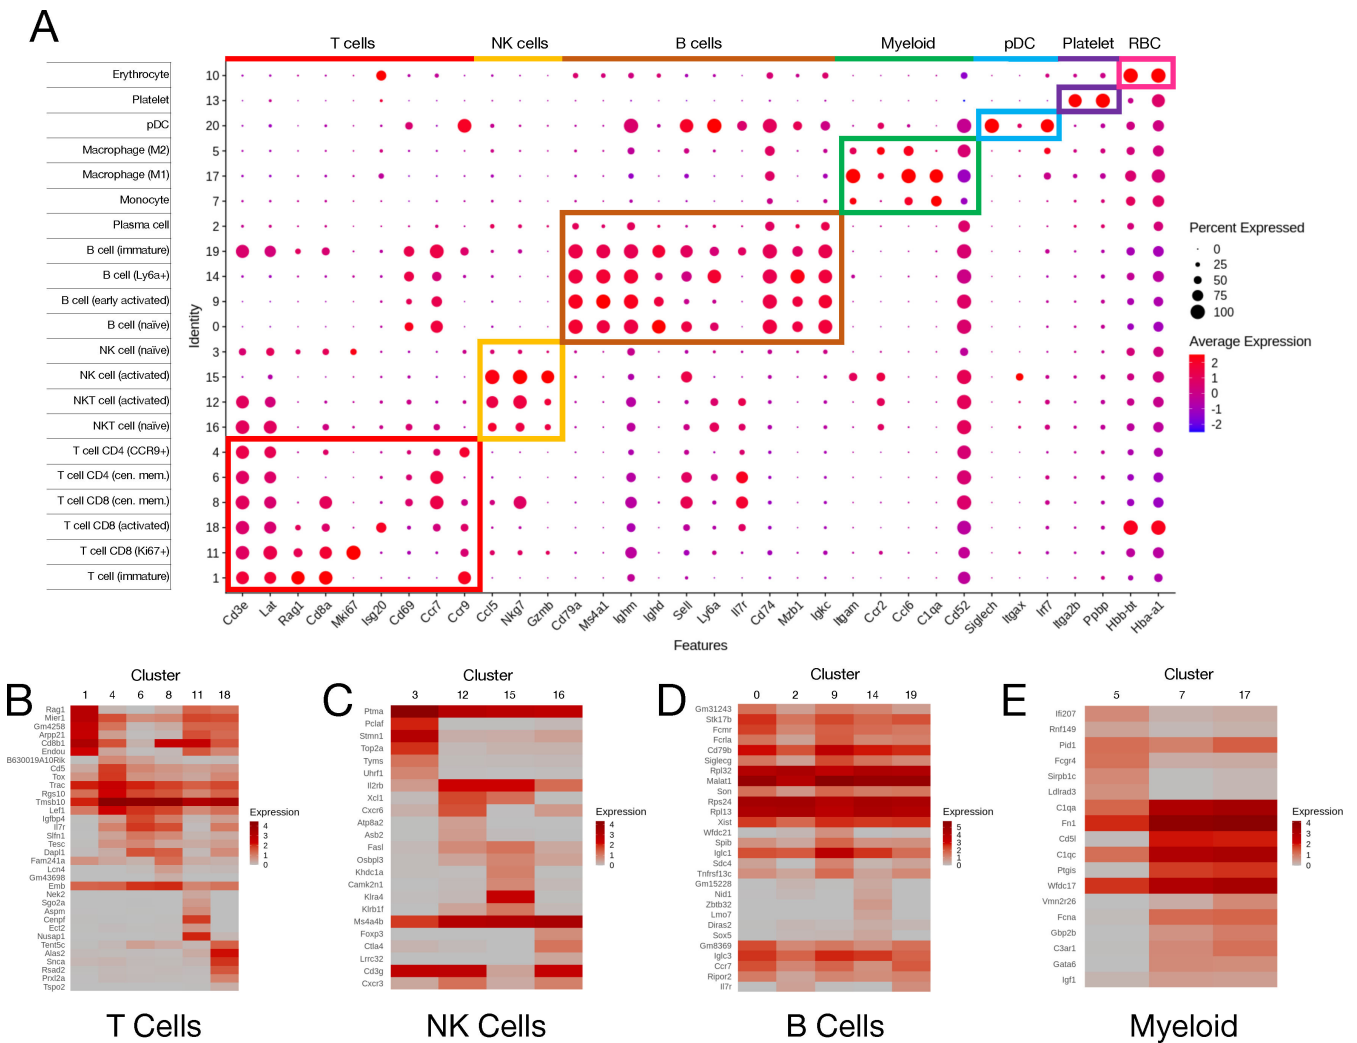 A
T cells NK cells B cells Myeloid pDC Platelet RBC
Erythrocyte 10
Platelet 13
pDC 20
Macrophage (M2) 5
Macrophage (M1) 17
Monocyte 7
Plasma cell 2
B cell (immature) 19
B cell (Ly6a+) 14
B cell (early activated) 9
B cell (naïve) 0
NK cell (naïve) 3
NK cell (activated) 15
NKT cell (activated) 12
NKT cell (naïve) 16
T cell CD4 (CCR9+) 4
T cell CD4 (cen. mem.) 6
T cell CD8 (cen. mem.) 8
T cell CD8 (activated) 18
T cell CD8 (Ki67+) 11
T cell (immature) 1
Identity
Cd3e Lat Rag1 Cd8a Mki67 Isg20 Cd69 Ccr7 Ccr9 Ccl5 Nkg7 Gzmb Cd79a Ms4a1 Ighm Ighd Sell Ly6a Il7r Cd74 Mzb1 Igkc Itgam Ccr2 Ccl6 C1qa Cd52 Siglech Itgax Irf7 Itga2b Ppbp Hbb-bt Hba-a1
Features
Percent Expressed
0
25
50
75
100
Average Expression
2
1
0
-1
-2
B
Cluster
1 4 6 8 11 18
Rag1
Mier1
Gm4258
Arpp21
Cd8b1
Endou
B630019A10Rik
Cd5
Tox
Trac
Rgs10
Tmsb10
Lef1
Igfbp4
Il7r
Slfn1
Tesc
Dapl1
Fam241a
Lcn4
Gm43698
Emb
Nek2
Sgo2a
Aspm
Cenpf
Ect2
Nusap1
Tent5c
Alas2
Snca
Rsad2
Prxl2a
Tspo2
Expression
4
3
2
1
0
T Cells
C
Cluster
3 12 15 16
Ptma
Pclaf
Stmn1
Top2a
Tyms
Uhrf1
Il2rb
Xcl1
Cxcr6
Atp8a2
Asb2
Fasl
Osbpl3
Khdc1a
Camk2n1
Klra4
Klrb1f
Ms4a4b
Foxp3
Ctla4
Lrrc32
Cd3g
Cxcr3
Expression
4
3
2
1
0
NK Cells
D
Cluster
0 2 9 14 19
Gm31243
Stk17b
Fcmr
Fcrla
Cd79b
Siglecg
Rpl32
Malat1
Son
Rps24
Rpl13
Xist
Wfdc21
Spib
Iglc1
Sdc4
Tnfrsf13c
Gm15228
Nid1
Zbtb32
Lmo7
Diras2
Sox5
Gm8369
Iglc3
Ccr7
Ripor2
Il7r
Expression
5
4
3
2
1
0
B Cells
E
Cluster
5 7 17
Ifi207
Rnf149
Pid1
Fcgr4
Sirpb1c
Ldlrad3
C1qa
Fn1
Cd5l
C1qc
Ptgis
Wfdc17
Vmn2r26
Fcna
Gbp2b
C3ar1
Gata6
Igf1
Expression
4
3
2
1
0
Myeloid